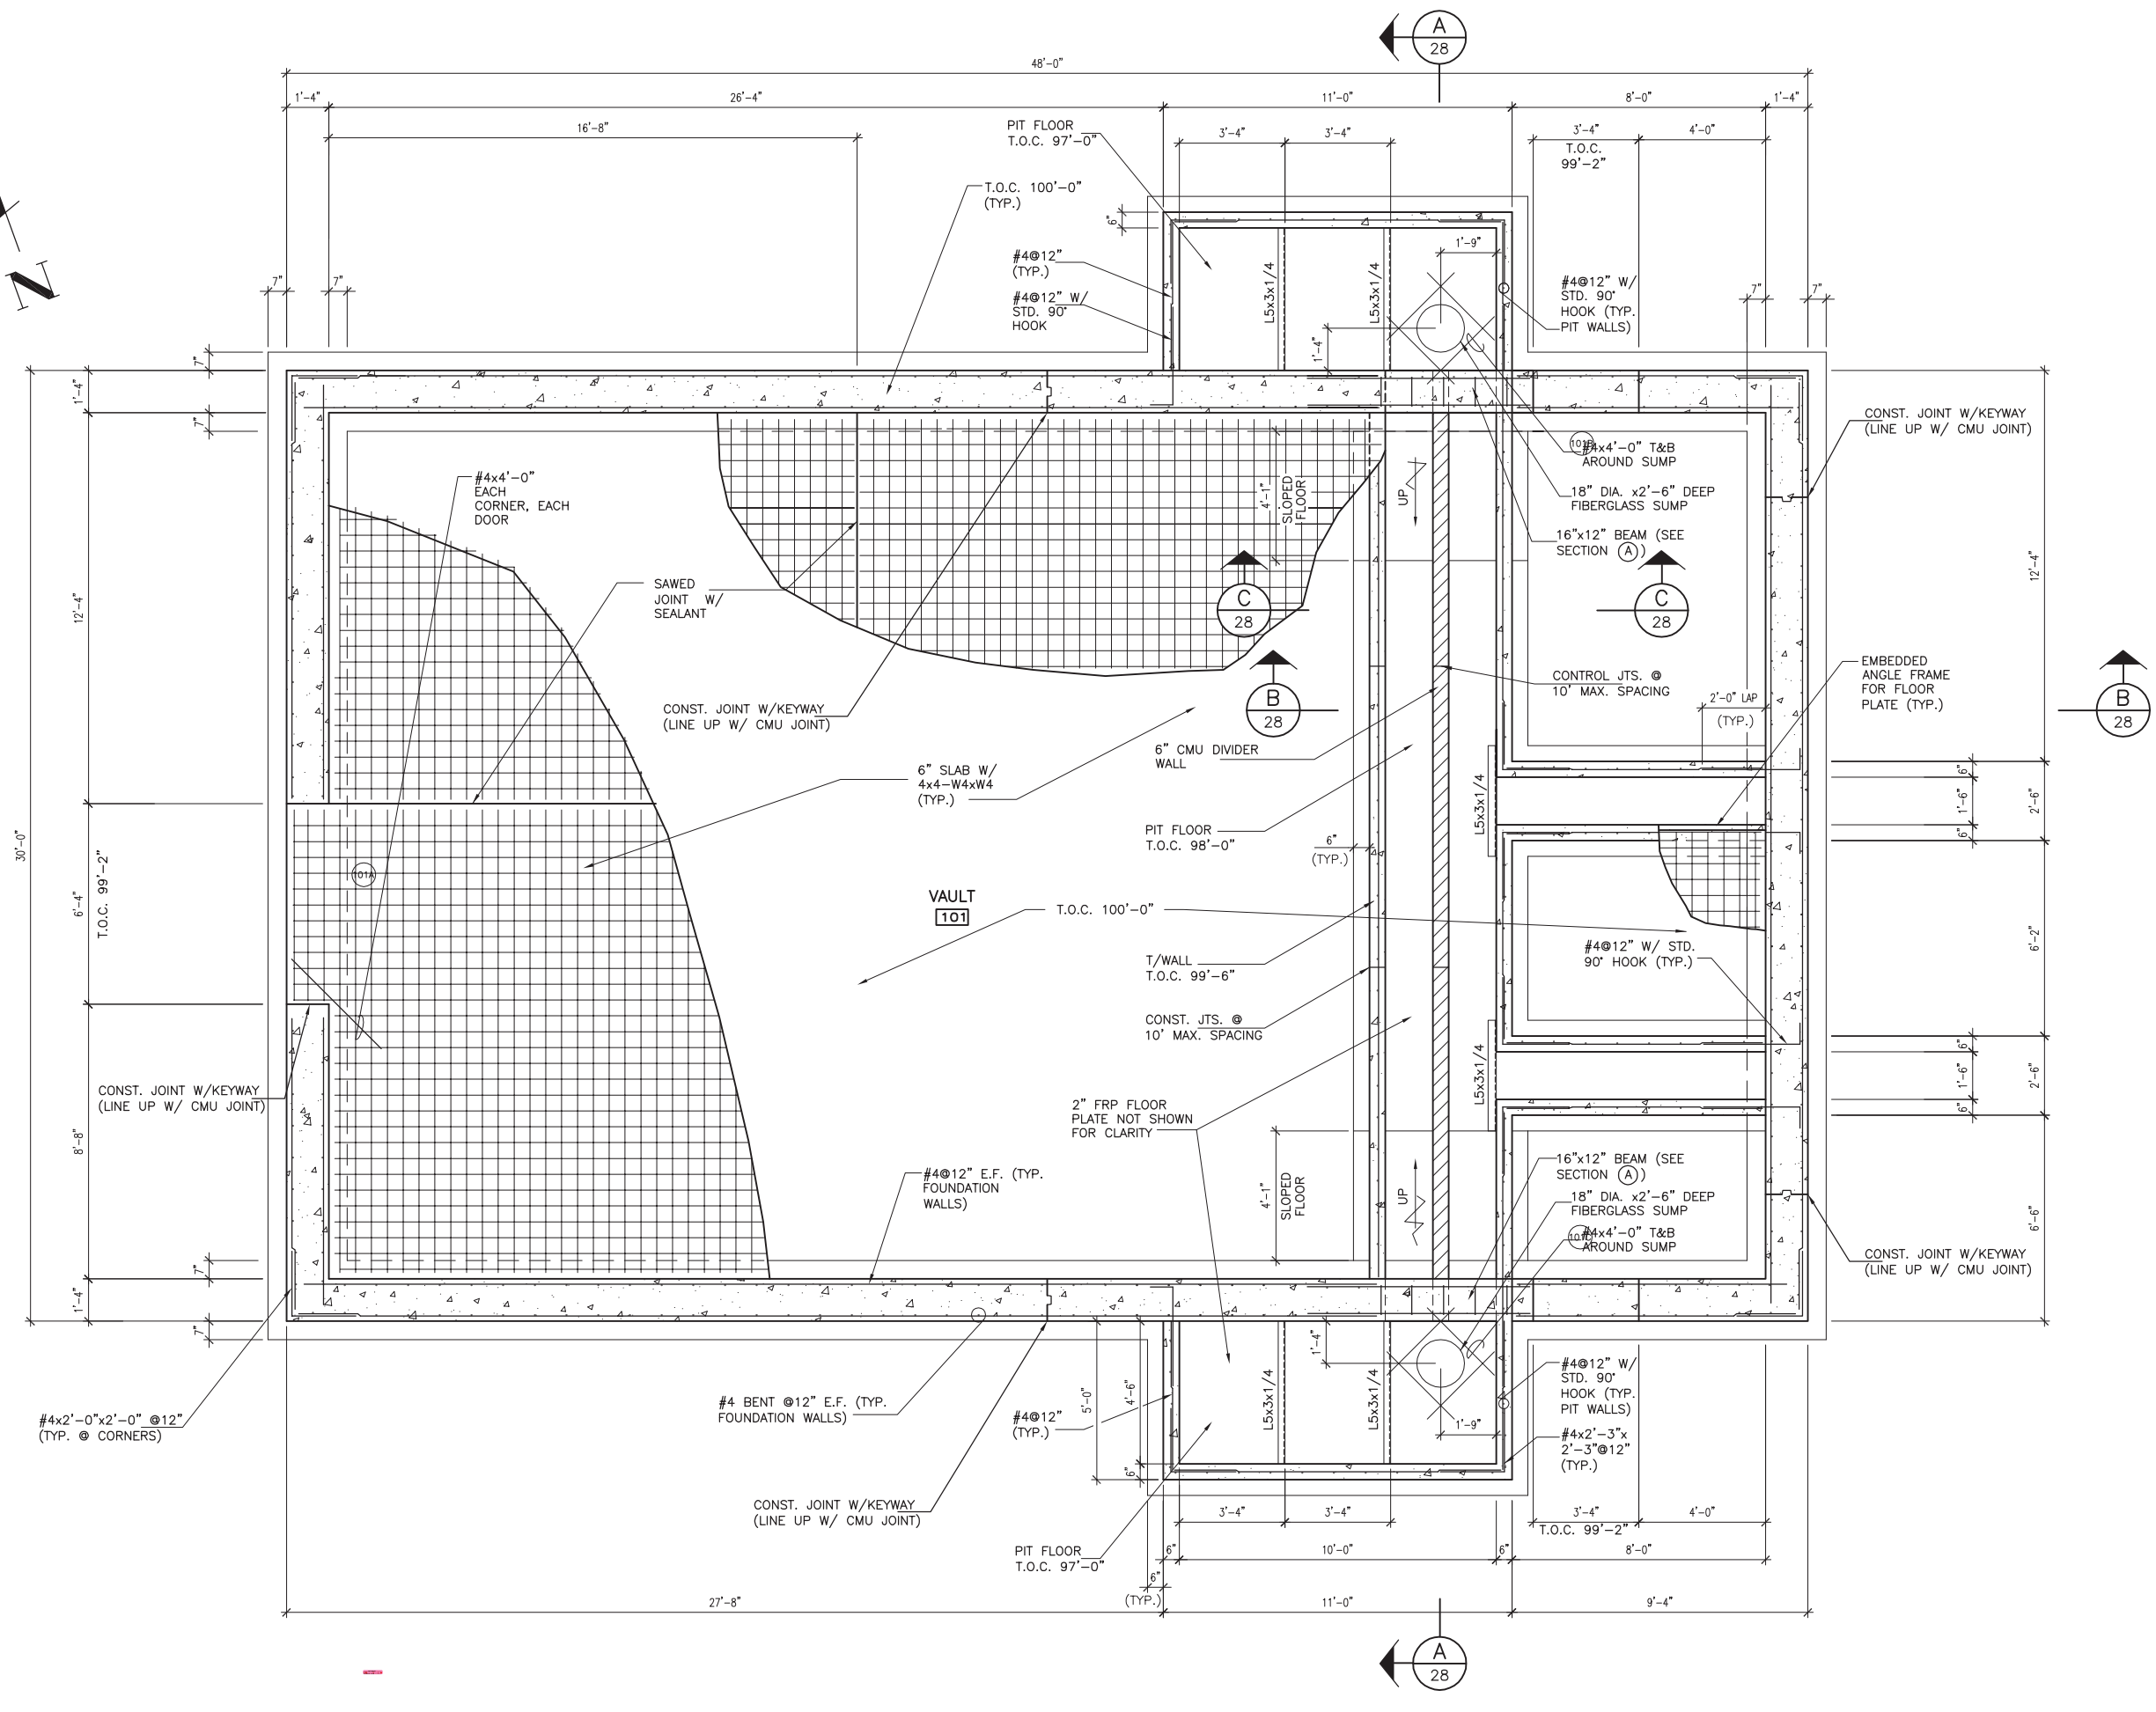 A
28
48'-0"
1'-4"
26'-4"
11'-0"
8'-0"
1'-4"
16'-8"
3'-4"
3'-4"
3'-4"
4'-0"
T.O.C.
99'-2"
PIT FLOOR
T.O.C. 97'-0"
T.O.C. 100'-0"
(TYP.)
6"
N
#4@12"
(TYP.)
#4@12" W/
STD. 90°
HOOK
L5x3x1/4
L5x3x1/4
1'-9"
1'-4"
#4@12" W/
STD. 90°
HOOK (TYP.
PIT WALLS)
7"
7"
7"
7"
7"
1'-4"
7"
CONST. JOINT W/KEYWAY
(LINE UP W/ CMU JOINT)
101B
#4x4'-0" T&B
AROUND SUMP
18" DIA. x2'-6" DEEP
FIBERGLASS SUMP
16"x12" BEAM (SEE
SECTION A)
#4x4'-0"
EACH
CORNER, EACH
DOOR
4'-1"
SLOPED
FLOOR
UP
C
28
C
28
12'-4"
12'-4"
SAWED
JOINT W/
SEALANT
CONST. JOINT W/KEYWAY
(LINE UP W/ CMU JOINT)
CONTROL JTS. @
10' MAX. SPACING
EMBEDDED
ANGLE FRAME
FOR FLOOR
PLATE (TYP.)
2'-0" LAP
(TYP.)
B
28
B
28
6" CMU DIVIDER
WALL
6" SLAB W/
4x4-W4xW4
(TYP.)
PIT FLOOR
T.O.C. 98'-0"
6"
(TYP.)
L5x3x1/4
6"
1'-6"
6"
2'-6"
30'-0"
6'-4"
T.O.C. 99'-2"
101A
VAULT
101
T.O.C. 100'-0"
T/WALL
T.O.C. 99'-6"
#4@12" W/ STD.
90° HOOK (TYP.)
6'-2"
CONST. JTS. @
10' MAX. SPACING
L5x3x1/4
6"
1'-6"
6"
2'-6"
CONST. JOINT W/KEYWAY
(LINE UP W/ CMU JOINT)
8'-8"
2" FRP FLOOR
PLATE NOT SHOWN
FOR CLARITY
#4@12" E.F. (TYP.
FOUNDATION
WALLS)
4'-1"
SLOPED
FLOOR
UP
16"x12" BEAM (SEE
SECTION A)
18" DIA. x2'-6" DEEP
FIBERGLASS SUMP
#4x4'-0" T&B
AROUND SUMP
6'-6"
CONST. JOINT W/KEYWAY
(LINE UP W/ CMU JOINT)
7"
1'-4"
7"
#4x2'-0"x2'-0" @12"
(TYP. @ CORNERS)
#4 BENT @12" E.F. (TYP.
FOUNDATION WALLS)
#4@12"
(TYP.)
5'-0"
4'-6"
6"
L5x3x1/4
L5x3x1/4
1'-4"
1'-9"
#4@12" W/
STD. 90°
HOOK (TYP.
PIT WALLS)
#4x2'-3"x
2'-3"@12"
(TYP.)
CONST. JOINT W/KEYWAY
(LINE UP W/ CMU JOINT)
PIT FLOOR
T.O.C. 97'-0"
3'-4"
3'-4"
3'-4"
4'-0"
T.O.C. 99'-2"
6"
10'-0"
6"
8'-0"
6"
(TYP.)
27'-8"
11'-0"
9'-4"
A
28